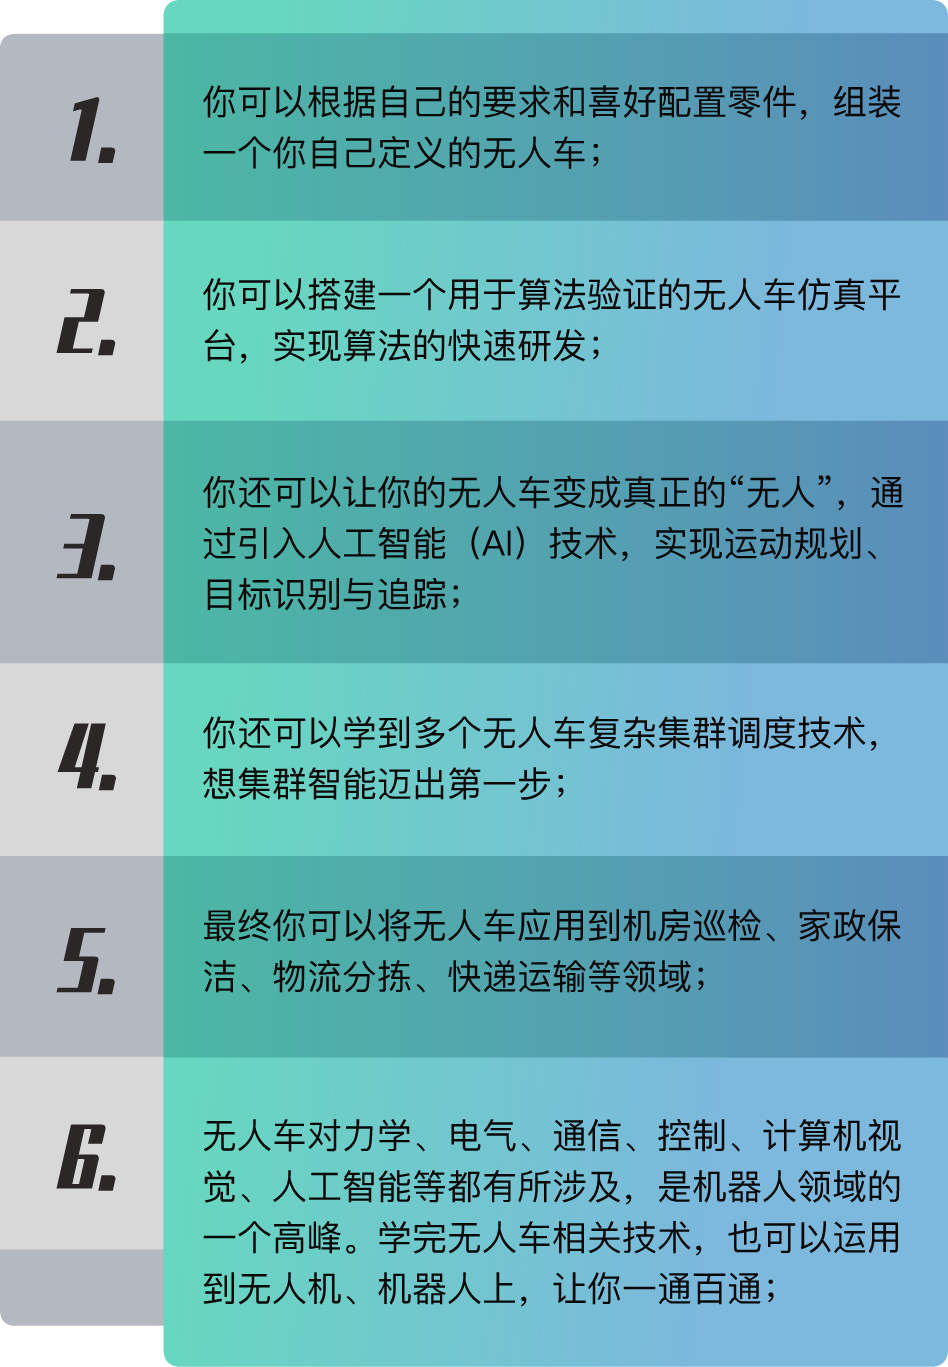 1.
你可以根据自己的要求和喜好配置零件，组装
一个你自己定义的无人车；
2.
你可以搭建一个用于算法验证的无人车仿真平
台，实现算法的快速研发；
3.
你还可以让你的无人车变成真正的“无人”，通
过引入人工智能（AI）技术，实现运动规划、
目标识别与追踪；
4.
你还可以学到多个无人车复杂集群调度技术，
想集群智能迈出第一步；
5.
最终你可以将无人车应用到机房巡检、家政保
洁、物流分拣、快递运输等领域；
6.
无人车对力学、电气、通信、控制、计算机视
觉、人工智能等都有所涉及，是机器人领域的
一个高峰。学完无人车相关技术，也可以运用
到无人机、机器人上，让你一通百通；